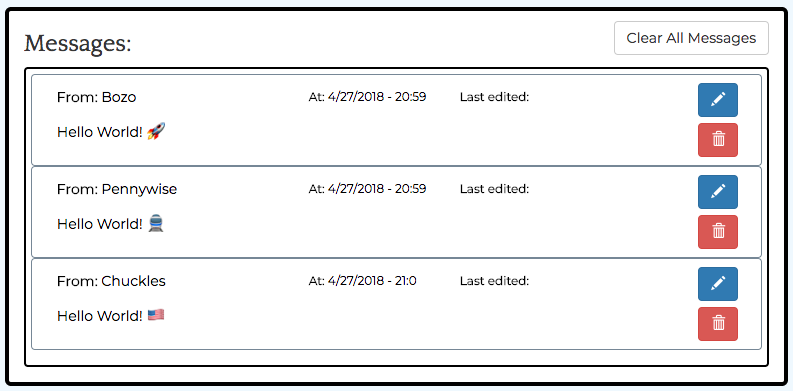 Messages:
Clear All Messages
From: Bozo At: 4/27/2018 - 20:59 Last edited:
Hello World! 🚀
From: Pennywise At: 4/27/2018 - 20:59 Last edited:
Hello World! 🚆
From: Chuckles At: 4/27/2018 - 21:0 Last edited:
Hello World! 🇺🇸